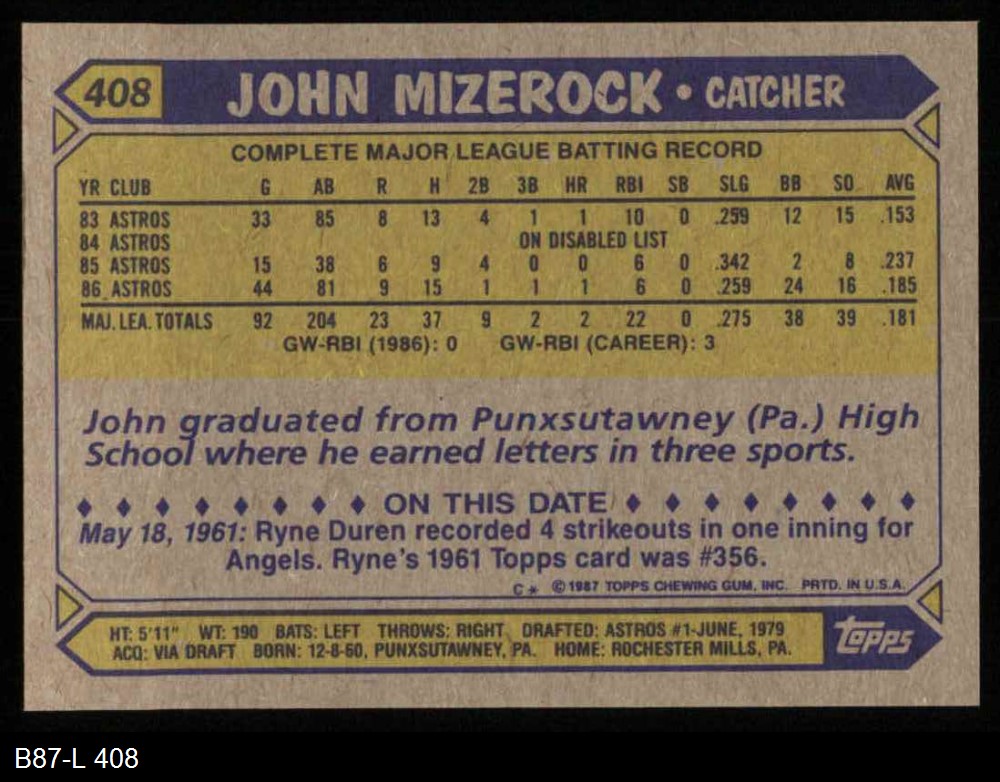 408 JOHN MIZEROCK • CATCHER
COMPLETE MAJOR LEAGUE BATTING RECORD
YR CLUB G AB R H 2B 3B HR RBI SB SLG BB SO AVG
83 ASTROS 33 85 8 13 4 1 1 10 0 .259 12 15 .153
84 ASTROS ON DISABLED LIST
85 ASTROS 15 38 6 9 4 0 0 6 0 .342 2 8 .237
86 ASTROS 44 81 9 15 1 1 1 6 0 .259 24 16 .185
MAJ. LEA. TOTALS 92 204 23 37 9 2 2 22 0 .275 38 39 .181
GW-RBI (1986): 0 GW-RBI (CAREER): 3
John graduated from Punxsutawney (Pa.) High
School where he earned letters in three sports.
♦ ♦ ♦ ♦ ♦ ♦ ♦ ♦ ON THIS DATE ♦ ♦ ♦ ♦ ♦ ♦ ♦ ♦
May 18, 1961: Ryne Duren recorded 4 strikeouts in one inning for
Angels. Ryne's 1961 Topps card was #356.
C* ©1987 TOPPS CHEWING GUM, INC. PRTD. IN U.S.A.
HT: 5'11" WT: 190 BATS: LEFT THROWS: RIGHT DRAFTED: ASTROS #1-JUNE, 1979
ACQ: VIA DRAFT BORN: 12-8-60, PUNXSUTAWNEY, PA. HOME: ROCHESTER MILLS, PA.
topps
B87-L 408